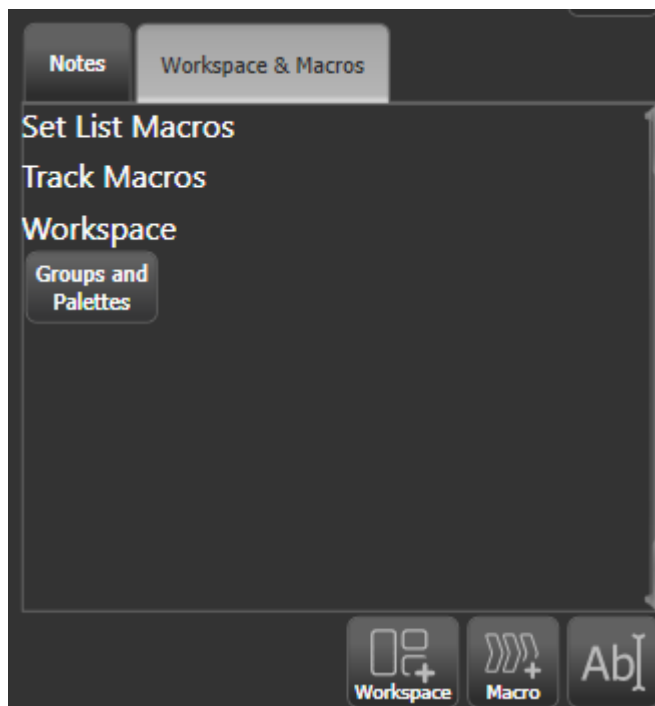 Notes
Workspace & Macros
Set List Macros
Track Macros
Workspace
Groups and
Palettes
Workspace
Macro
Ab